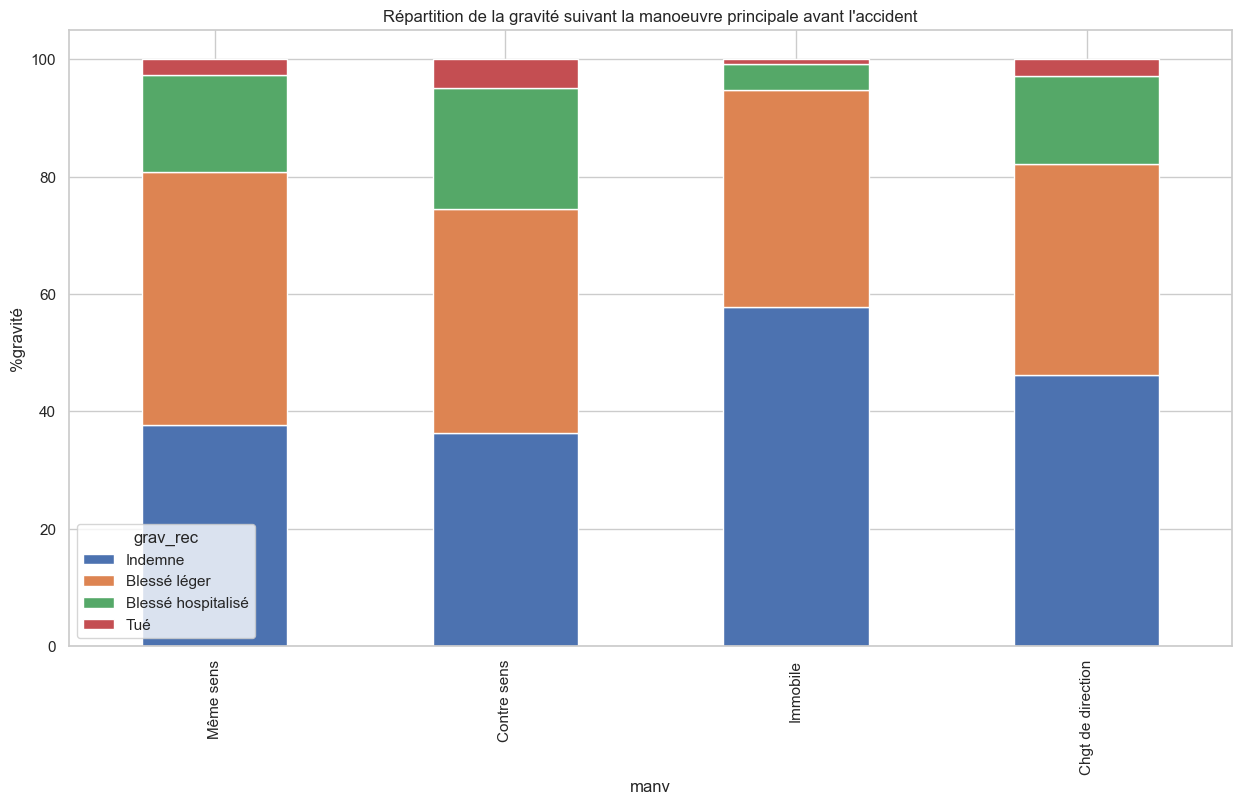 Répartition de la gravité suivant la manoeuvre principale avant l'accident
%gravité
100
80
60
40
20
0
grav_rec
Indemne
Blessé léger
Blessé hospitalisé
Tué
Même sens
Contre sens
Immobile
Chgt de direction
manv